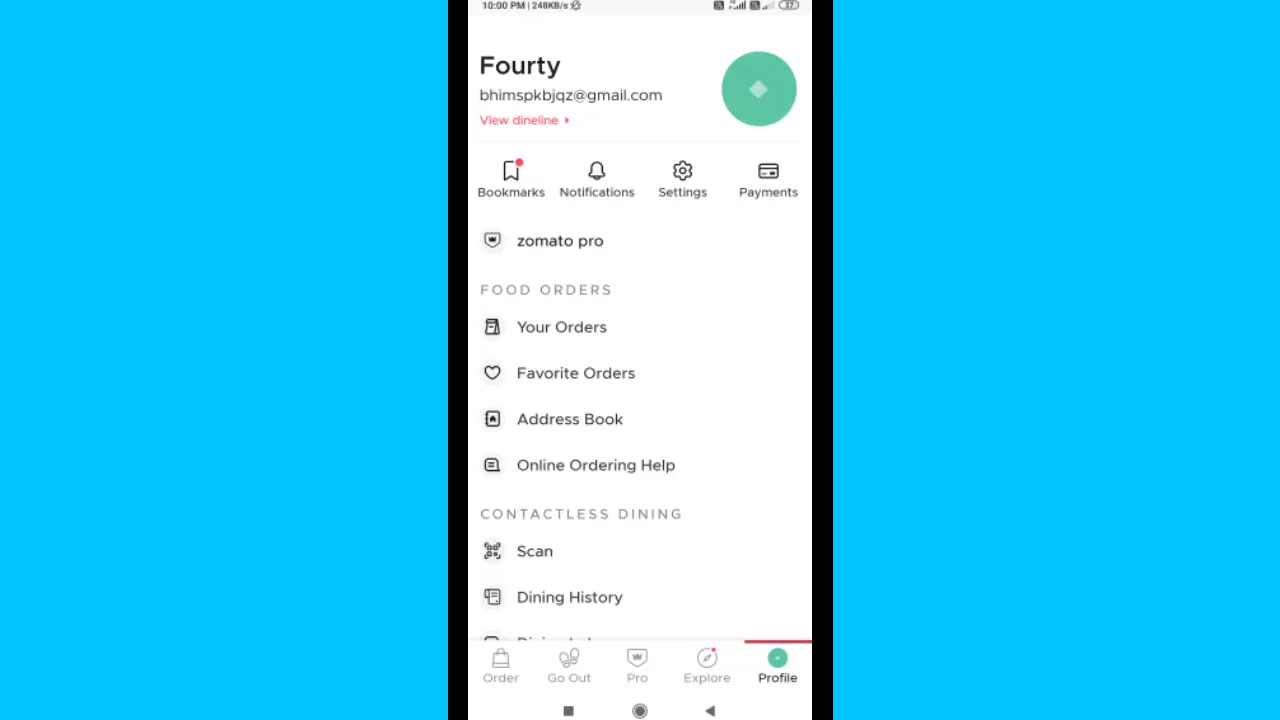 10:00 PM | 248KB/s
37
Fourty
bhimspkbjqz@gmail.com
View dineline
Bookmarks Notifications Settings Payments
zomato pro
FOOD ORDERS
Your Orders
Favorite Orders
Address Book
Online Ordering Help
CONTACTLESS DINING
Scan
Dining History
Order Go Out Pro Explore Profile